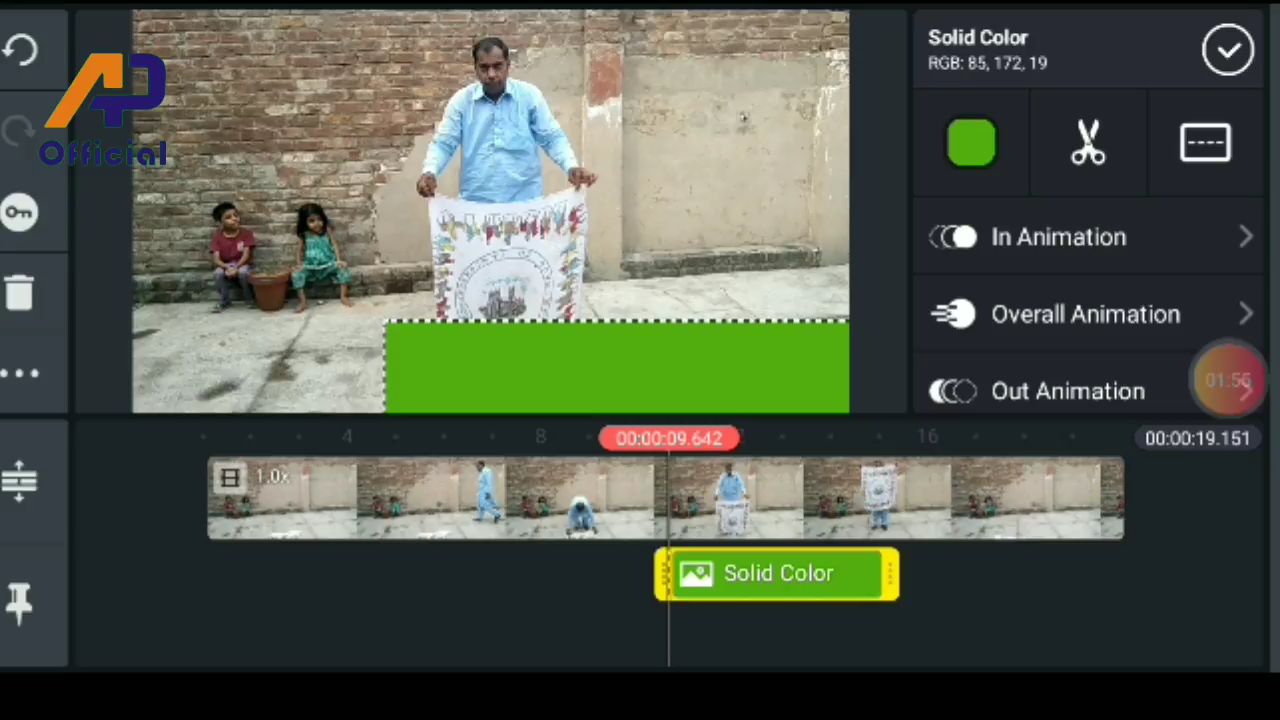 AP
Official
Solid Color
RGB: 85, 172, 19
In Animation
Overall Animation
Out Animation
4
8
00:00:09.642
16
00:00:19.151
1.0x
Solid Color